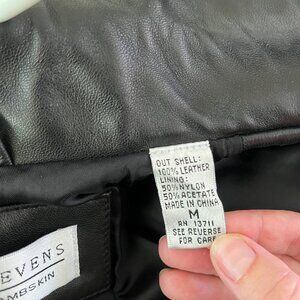 OUT SHELL:
100% LEATHER
LINING:
50% NYLON
50% ACETATE
MADE IN CHINA
M
RN 13711
SEE REVERSE
FOR CARE
EVENS
MBSKIN